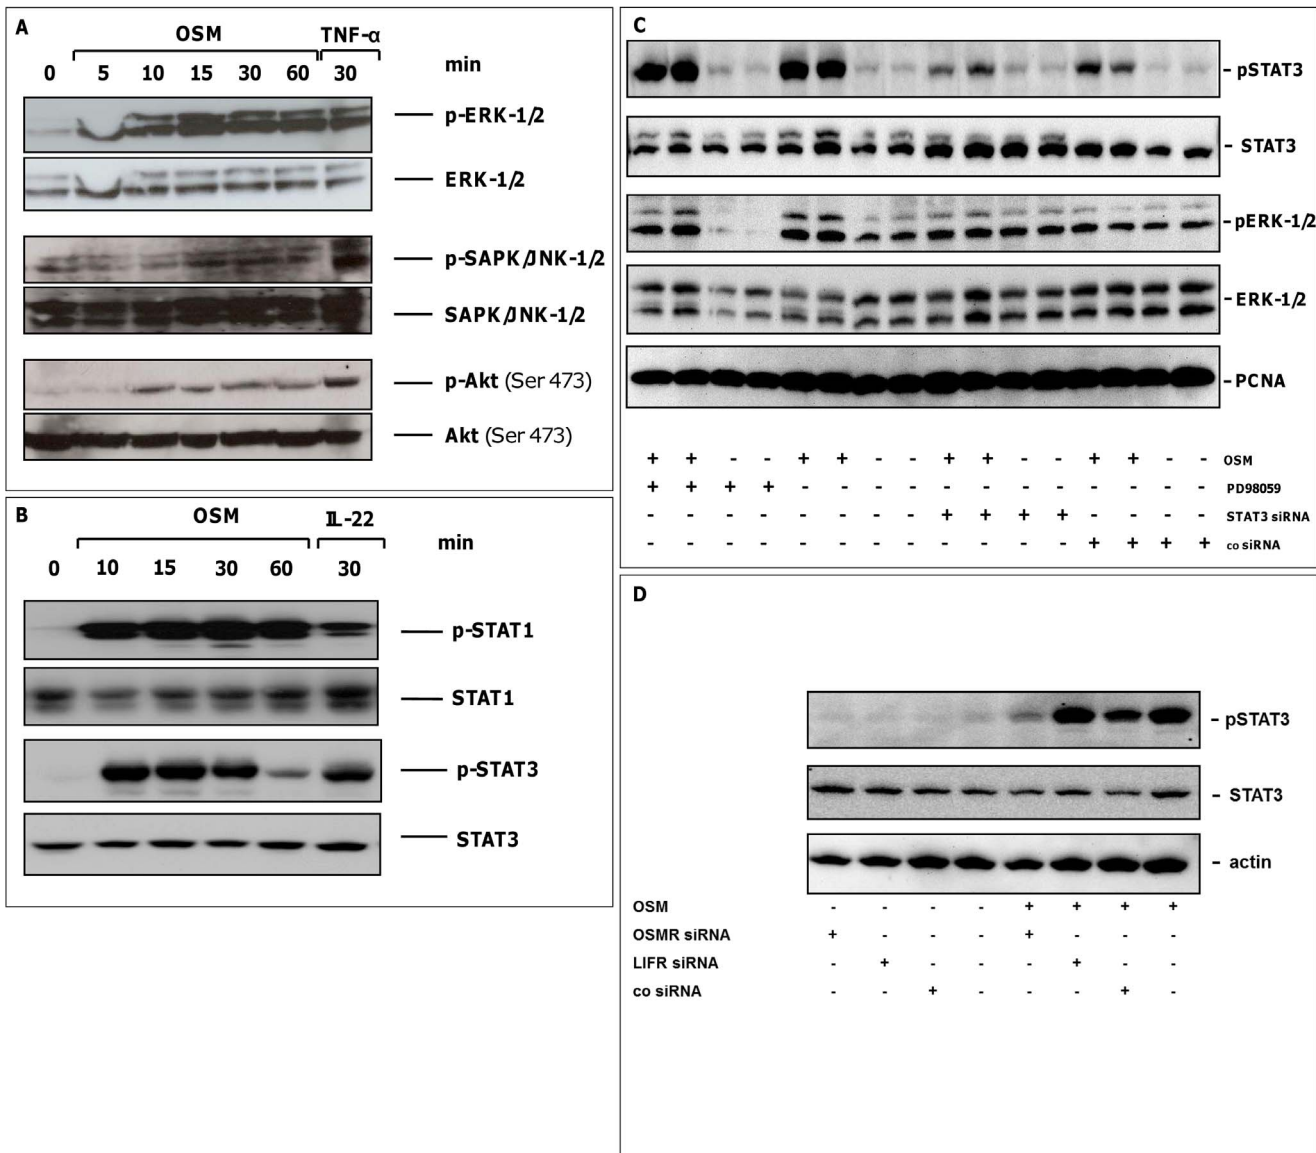 A
OSM TNF-α
0 5 10 15 30 60 30 min
p-ERK-1/2
ERK-1/2
p-SAPK/JNK-1/2
SAPK/JNK-1/2
p-Akt (Ser 473)
Akt (Ser 473)
B
OSM IL-22
min
0 10 15 30 60 30
p-STAT1
STAT1
p-STAT3
STAT3
C
- pSTAT3
- STAT3
- pERK-1/2
- ERK-1/2
- PCNA
+ + - - + + - - + + - - + + - - OSM
+ + + + - - - - - - - - - - - - PD98059
- - - - - - - - + + + + - - - - STAT3 siRNA
- - - - - - - - - - - - + + + + co siRNA
D
- pSTAT3
- STAT3
- actin
OSM - - - - + + + +
OSMR siRNA + - - - + - - -
LIFR siRNA - + - - - + - -
co siRNA - - + - - - + -